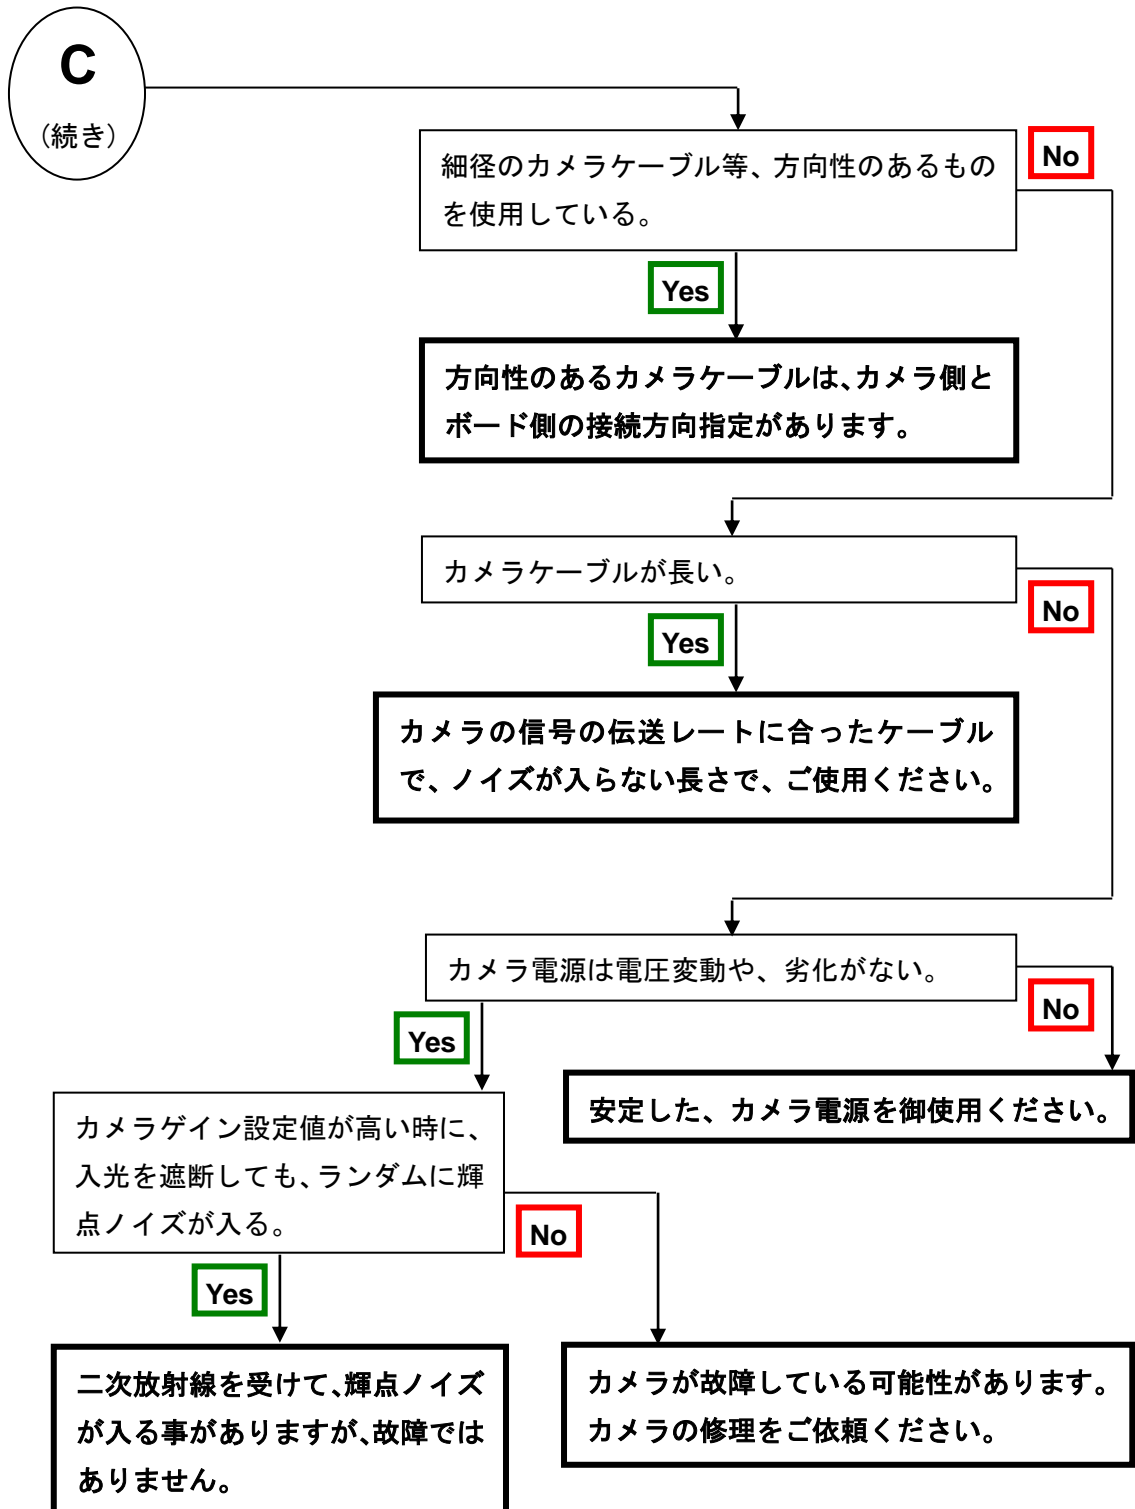 C
(続き)
細径のカメラケーブル等、方向性のあるもの
を使用している。
No
Yes
方向性のあるカメラケーブルは、カメラ側と
ボード側の接続方向指定があります。
カメラケーブルが長い。
No
Yes
カメラの信号の伝送レートに合ったケーブル
で、ノイズが入らない長さで、ご使用ください。
カメラ電源は電圧変動や、劣化がない。
No
Yes
安定した、カメラ電源を御使用ください。
カメラゲイン設定値が高い時に、
入光を遮断しても、ランダムに輝
点ノイズが入る。
No
Yes
二次放射線を受けて、輝点ノイズ
が入る事がありますが、故障では
ありません。
カメラが故障している可能性があります。
カメラの修理をご依頼ください。